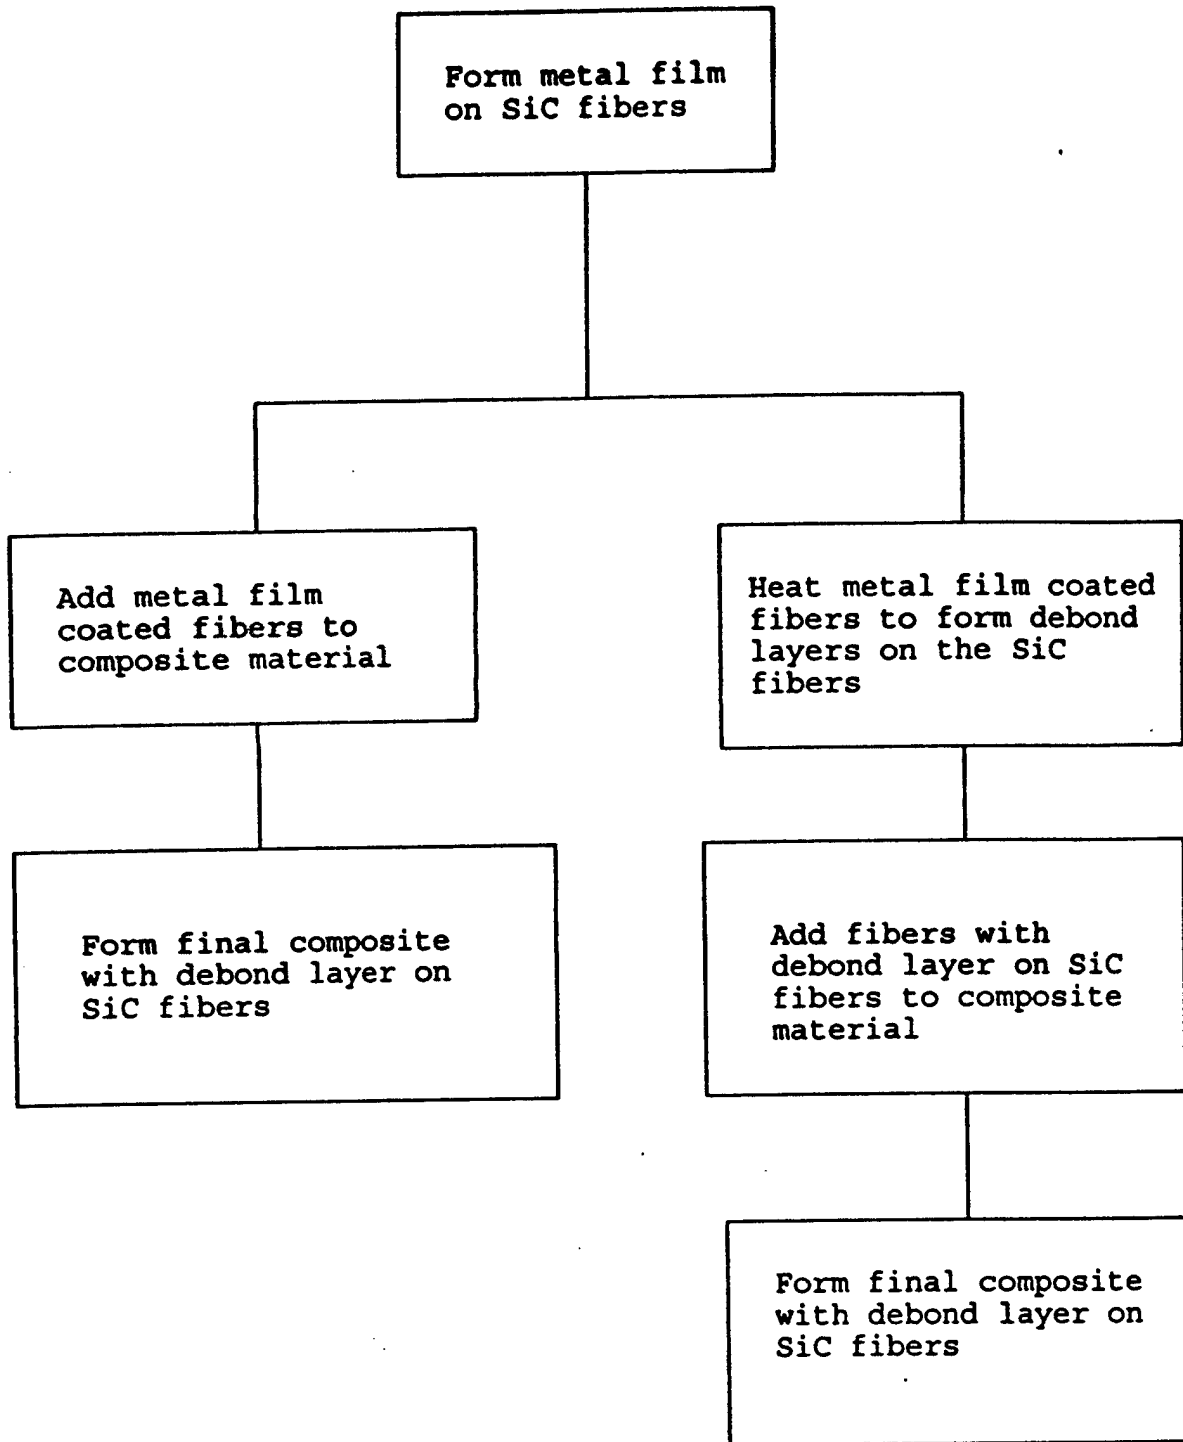 Form metal film
on SiC fibers
Add metal film
coated fibers to
composite material
Form final composite
with debond layer on
SiC fibers
Heat metal film coated
fibers to form debond
layers on the SiC
fibers
Add fibers with
debond layer on SiC
fibers to composite
material
Form final composite
with debond layer on
SiC fibers